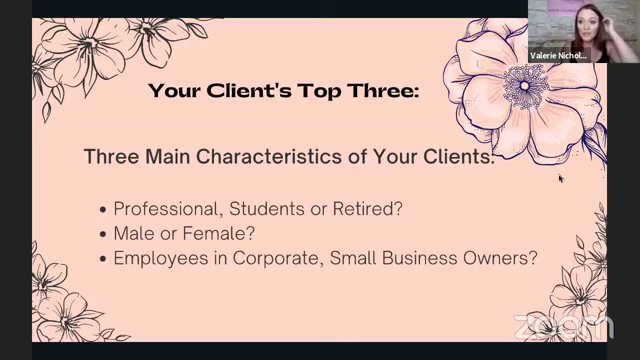 Valerie Nichol...
Your Client's Top Three:
Three Main Characteristics of Your Clients:
• Professional, Students or Retired?
• Male or Female?
• Employees in Corporate, Small Business Owners?
zoom